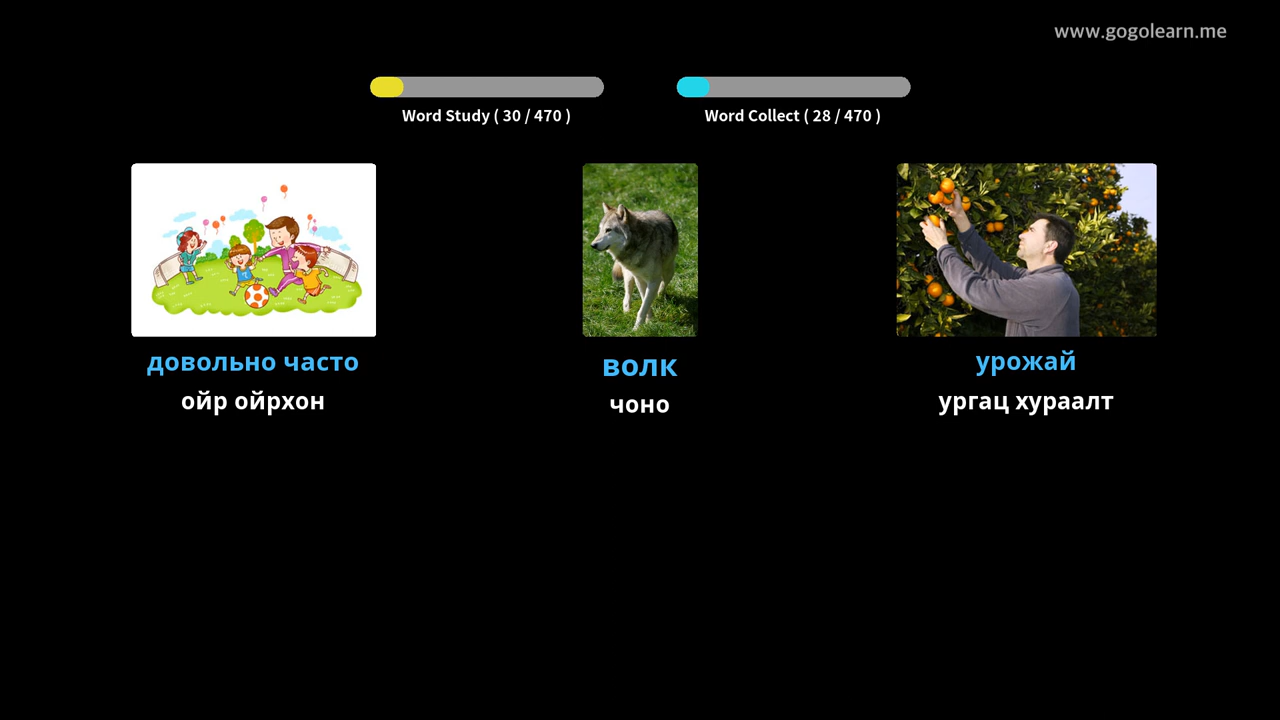 www.gogolearn.me
Word Study ( 30 / 470 )
Word Collect ( 28 / 470 )
довольно часто
ойр ойрхон
волк
чоно
урожай
ургац хураалт